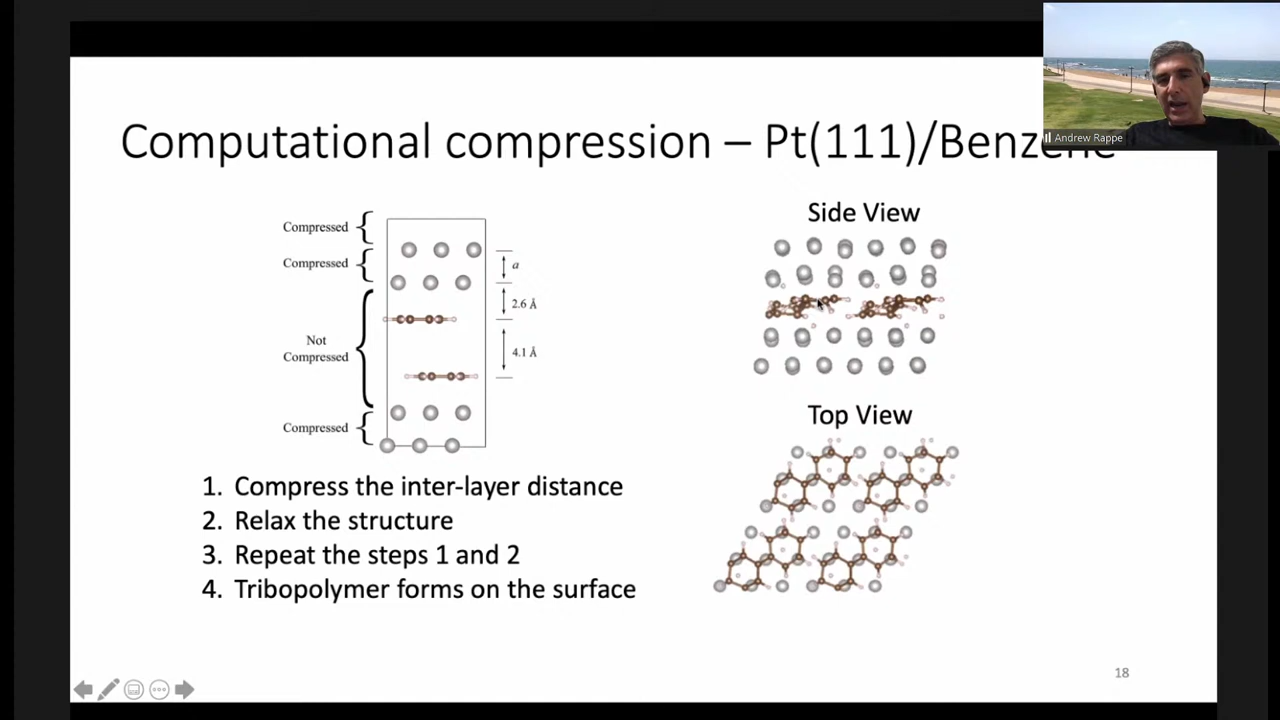 Andrew Rappe
Computational compression – Pt(111)/Benzene
Compressed
Compressed
a
2.6 Å
Not
Compressed
4.1 Å
Compressed
Side View
Top View
1. Compress the inter-layer distance
2. Relax the structure
3. Repeat the steps 1 and 2
4. Tribopolymer forms on the surface
18